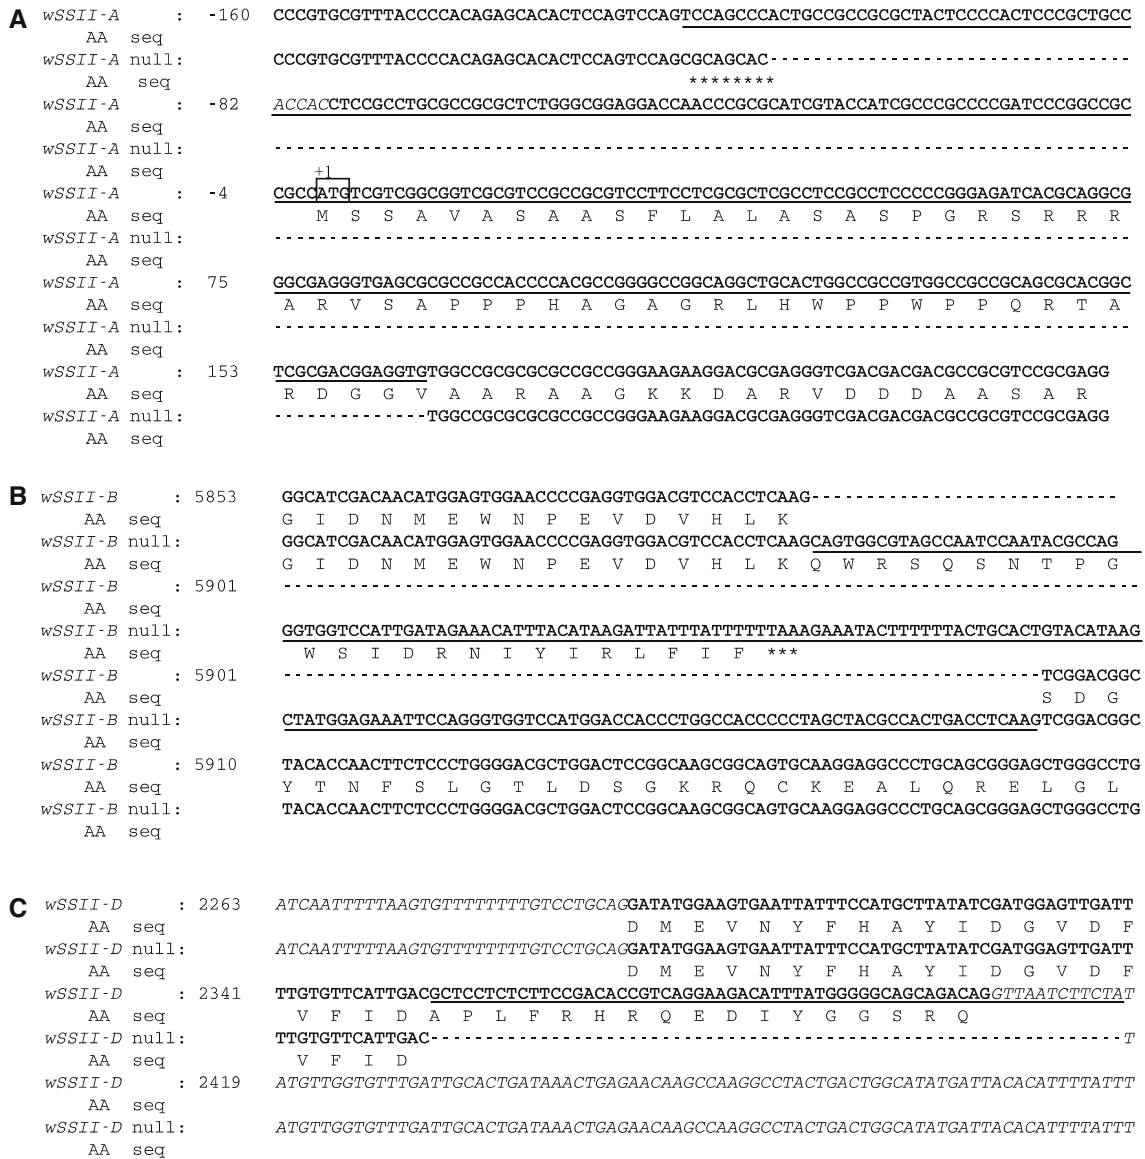 A wSSII-A : -160 CCCGTGCGTTTACCCCACAGAGCACACTCCAGTCCAGTCCAGCCCACTGCCGCCGCGCTACTCCCCACTCCCGCTGCC
AA seq
wSSII-A null: CCCGTGCGTTTACCCCACAGAGCACACTCCAGTCCAGCGCAGCAC---------------------------------
AA seq ********
wSSII-A : -82 ACCACCTCCGCCTGCGCCGCGCTCTGGGCGGAGGACCAACCCGCGCATCGTACCATCGCCCGCCCCGATCCCGGCCGC
AA seq
wSSII-A null: ------------------------------------------------------------------------------
AA seq
+1
wSSII-A : -4 CGCCATGTCGTCGGCGGTCGCGTCCGCCGCGTCCTTCCTCGCGCTCGCCTCCGCCTCCCCCGGGAGATCACGCAGGCG
AA seq M S S A V A S A A S F L A L A S A S P G R S R R R
wSSII-A null: ------------------------------------------------------------------------------
AA seq
wSSII-A : 75 GGCGAGGGTGAGCGCGCCGCCACCCCACGCCGGGGCCGGCAGGCTGCACTGGCCGCCGTGGCCGCCGCAGCGCACGGC
AA seq A R V S A P P P H A G A G R L H W P P W P P Q R T A
wSSII-A null: ------------------------------------------------------------------------------
AA seq
wSSII-A : 153 TCGCGACGGAGGTGTGGCCGCGCGCGCCGCCGGGAAGAAGGACGCGAGGGTCGACGACGACGCCGCGTCCGCGAGG
AA seq R D G G V A A R A A G K K D A R V D D D A A S A R
wSSII-A null: --------------TGGCCGCGCGCGCCGCCGGGAAGAAGGACGCGAGGGTCGACGACGACGCCGCGTCCGCGAGG
AA seq
B wSSII-B : 5853 GGCATCGACAACATGGAGTGGAACCCCGAGGTGGACGTCCACCTCAAG----------------------------
AA seq G I D N M E W N P E V D V H L K
wSSII-B null: GGCATCGACAACATGGAGTGGAACCCCGAGGTGGACGTCCACCTCAAGCAGTGGCGTAGCCAATCCAATACGCCAG
AA seq G I D N M E W N P E V D V H L K Q W R S Q S N T P G
wSSII-B : 5901 ------------------------------------------------------------------------------
AA seq
wSSII-B null: GGTGGTCCATTGATAGAAACATTTACATAAGATTATTTATTTTTTAAAGAAATACTTTTTTACTGCACTGTACATAAG
AA seq W S I D R N I Y I R L F I F ***
wSSII-B : 5901 ---------------------------------------------------------------------TCGGACGGC
AA seq S D G
wSSII-B null: CTATGGAGAAATTCCAGGGTGGTCCATGGACCACCCTGGCCACCCCCTAGCTACGCCACTGACCTCAAGTCGGACGGC
AA seq
wSSII-B : 5910 TACACCAACTTCTCCCTGGGGACGCTGGACTCCGGCAAGCGGCAGTGCAAGGAGGCCCTGCAGCGGGAGCTGGGCCTG
AA seq Y T N F S L G T L D S G K R Q C K E A L Q R E L G L
wSSII-B null: TACACCAACTTCTCCCTGGGGACGCTGGACTCCGGCAAGCGGCAGTGCAAGGAGGCCCTGCAGCGGGAGCTGGGCCTG
AA seq
C wSSII-D : 2263 ATCAATTTTTAAGTGTTTTTTTTGTCCTGCAGGATATGGAAGTGAATTATTTCCATGCTTATATCGATGGAGTTGATT
AA seq D M E V N Y F H A Y I D G V D F
wSSII-D null: ATCAATTTTTAAGTGTTTTTTTTGTCCTGCAGGATATGGAAGTGAATTATTTCCATGCTTATATCGATGGAGTTGATT
AA seq D M E V N Y F H A Y I D G V D F
wSSII-D : 2341 TTGTGTTCATTGACGCTCCTCTCTTCCGACACCGTCAGGAAGACATTTATGGGGGCAGCAGACAGGTTAATCTTCTAT
AA seq V F I D A P L F R H R Q E D I Y G G S R Q
wSSII-D null: TTGTGTTCATTGAC---------------------------------------------------------------T
AA seq V F I D
wSSII-D : 2419 ATGTTGGTGTTTGATTGCACTGATAAACTGAGAACAAGCCAAGGCCTACTGACTGGCATATGATTACACATTTTATTT
AA seq
wSSII-D null: ATGTTGGTGTTTGATTGCACTGATAAACTGAGAACAAGCCAAGGCCTACTGACTGGCATATGATTACACATTTTATTT
AA seq